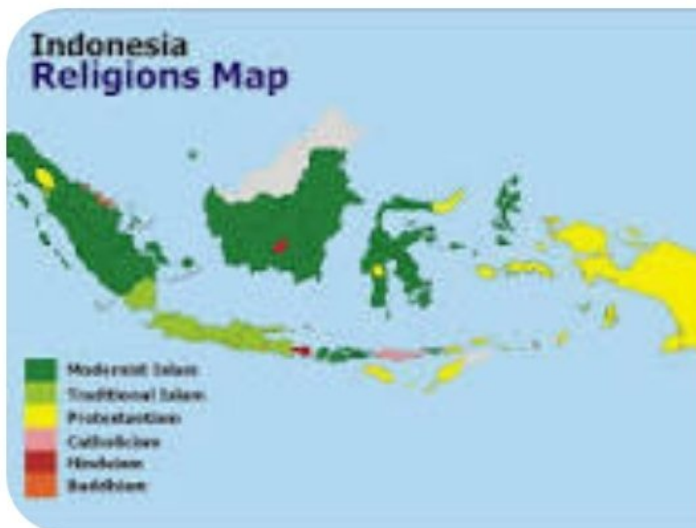 Indonesia
Religions Map
Modernist Islam
Traditional Islam
Protestantism
Catholicism
Hinduism
Buddhism